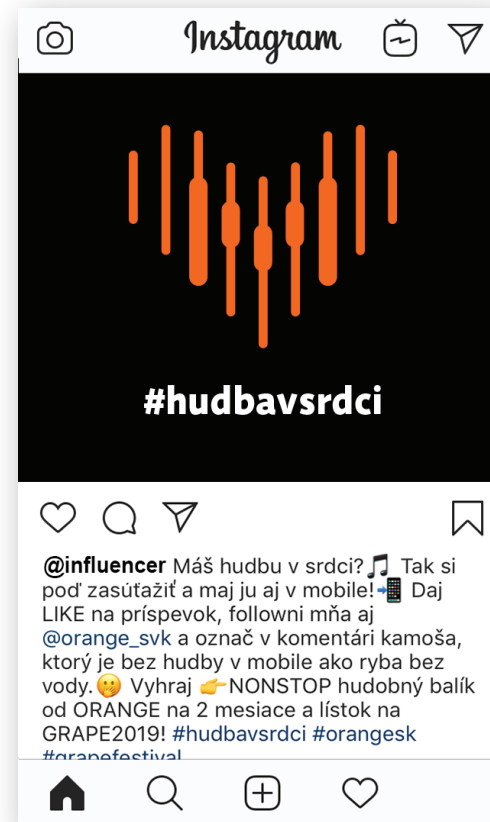 Instagram
#hudbavsrdci
@influencer Máš hudbu v srdci?🎵 Tak si
poď zasúťažiť a maj ju aj v mobile!📲 Daj
LIKE na príspevok, followni mňa aj
@orange_svk a označ v komentári kamoša,
ktorý je bez hudby v mobile ako ryba bez
vody.🤭 Vyhraj 👉NONSTOP hudobný balík
od ORANGE na 2 mesiace a lístok na
GRAPE2019! #hudbavsrdci #orangesk
#grapefestival